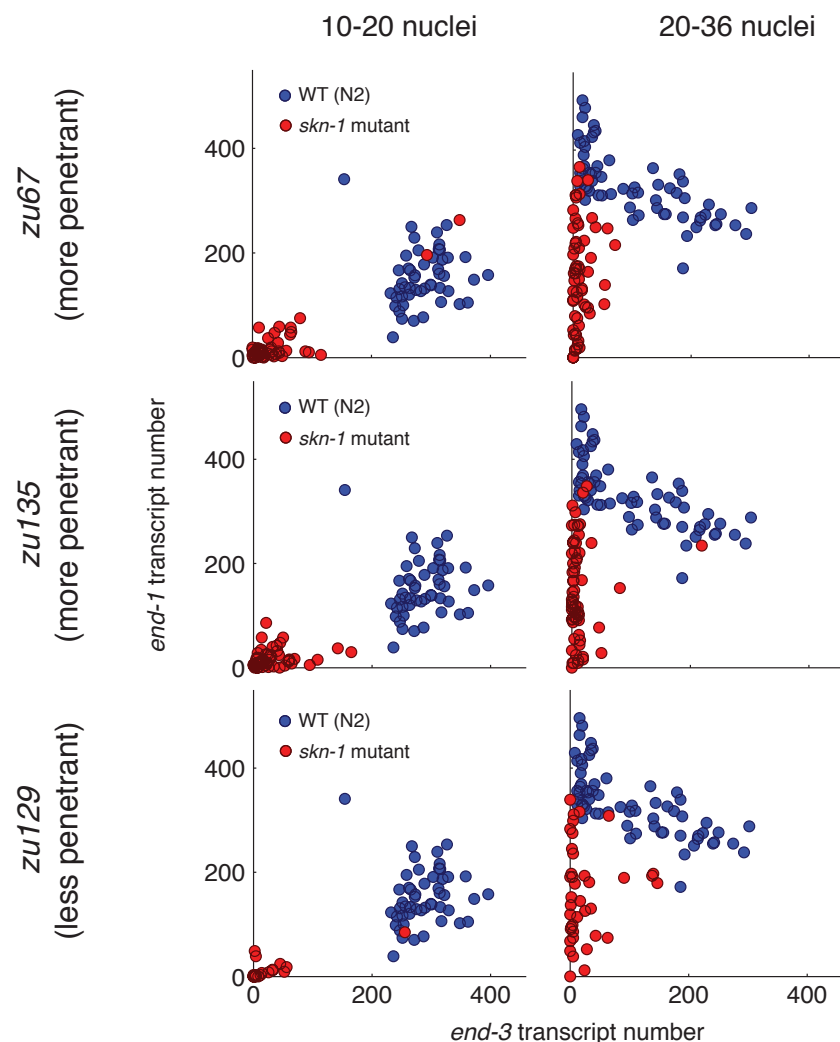 10-20 nuclei
20-36 nuclei
zu67
(more penetrant)
400
200
0
WT (N2)
skn-1 mutant
zu135
(more penetrant)
end-1 transcript number
400
200
0
WT (N2)
skn-1 mutant
zu129
(less penetrant)
400
200
0
WT (N2)
skn-1 mutant
0
200
400
0
200
400
end-3 transcript number